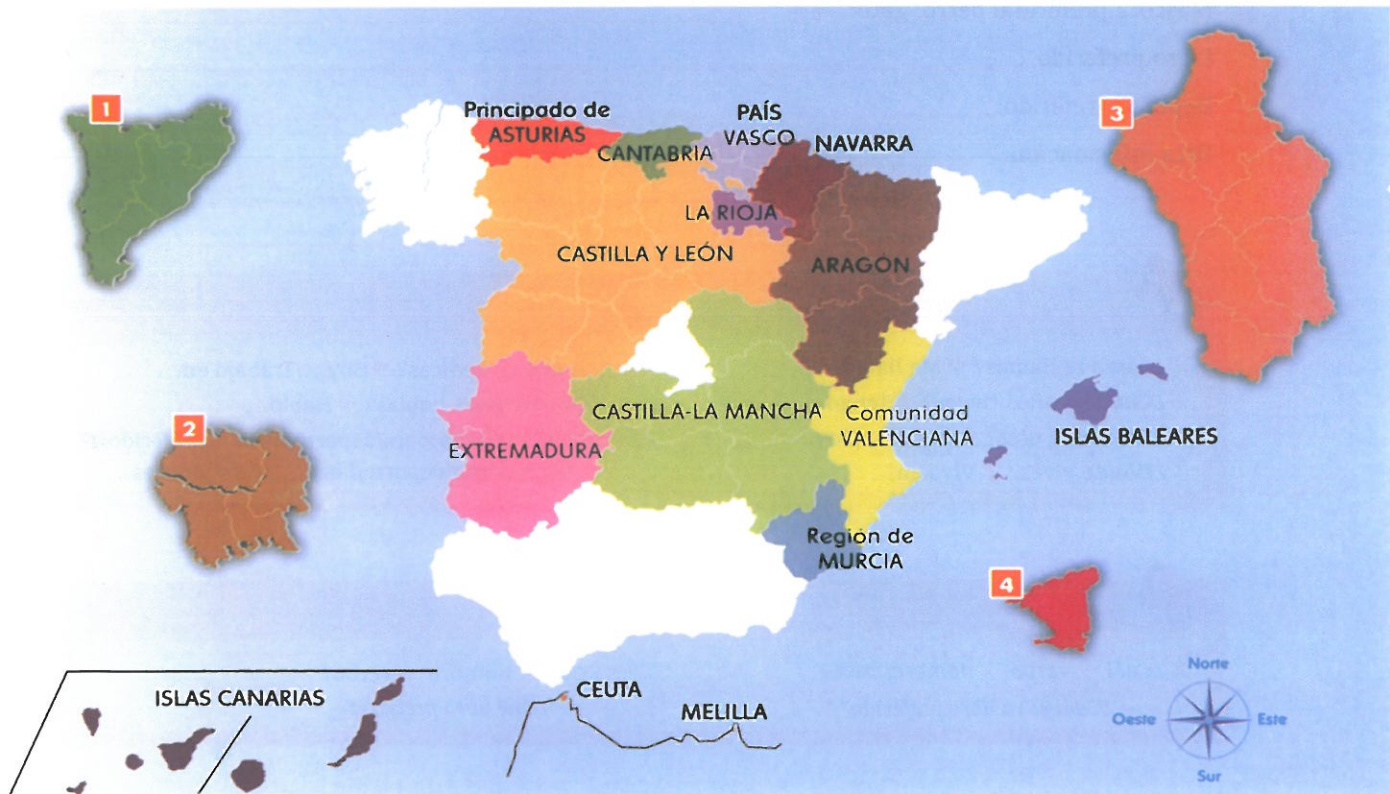 1
Principado de
ASTURIAS
CANTABRIA
PAÍS
VASCO
NAVARRA
3
LA RIOJA
CASTILLA Y LEÓN
ARAGÓN
2
EXTREMADURA
CASTILLA-LA MANCHA
Comunidad
VALENCIANA
ISLAS BALEARES
Región de
MURCIA
4
ISLAS CANARIAS
CEUTA
MELILLA
Norte
Oeste
Este
Sur